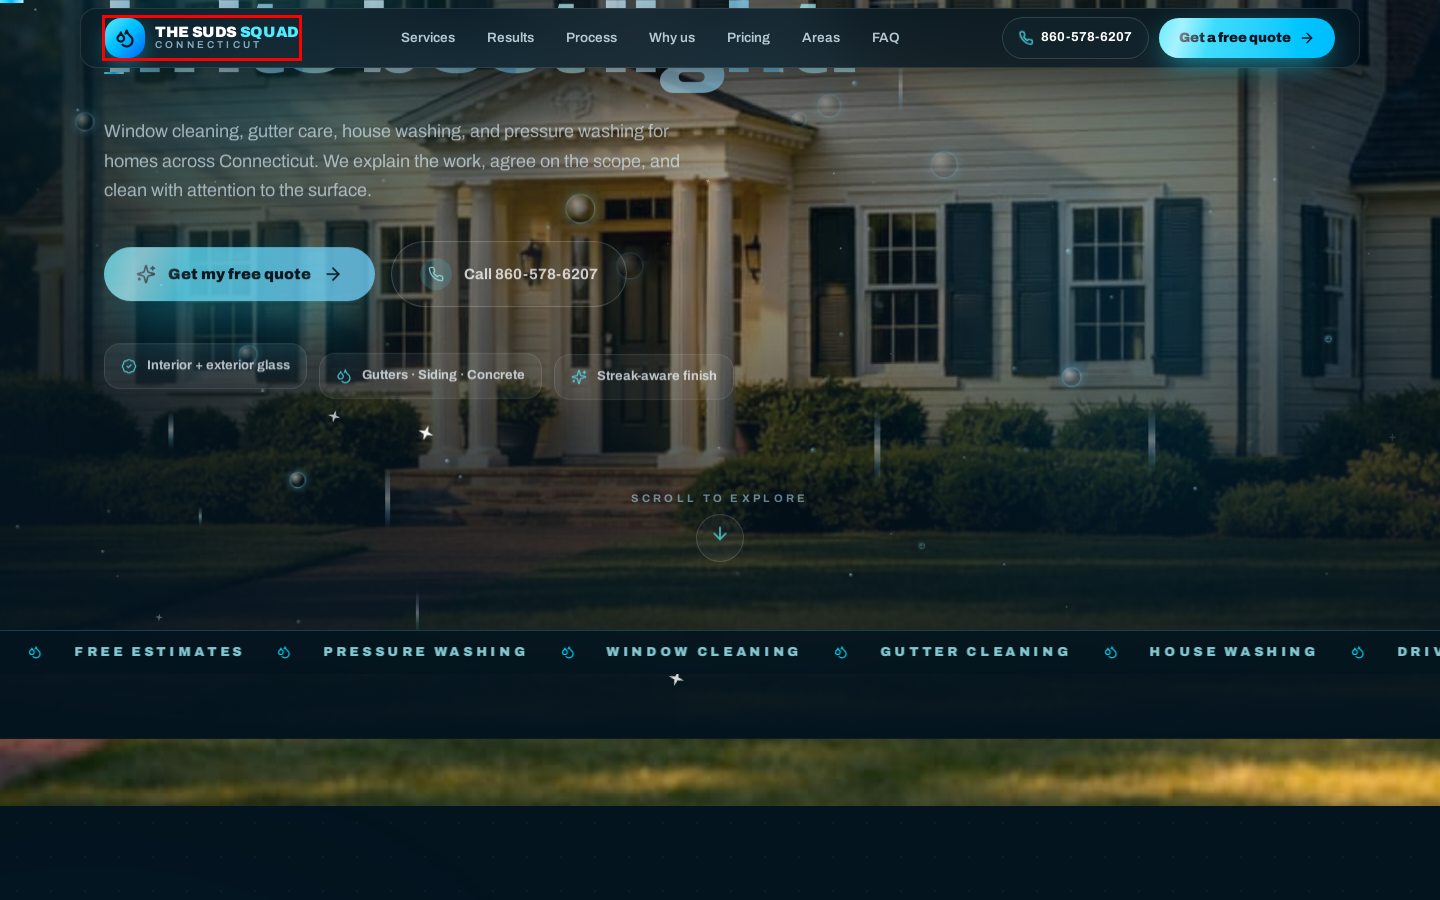 THE SUDS SQUAD
CONNECTICUT
Services
Results
Process
Why us
Pricing
Areas
FAQ
860-578-6207
Get a free quote
Window cleaning, gutter care, house washing, and pressure washing for
homes across Connecticut. We explain the work, agree on the scope, and
clean with attention to the surface.
Get my free quote
Call 860-578-6207
Interior + exterior glass
Gutters · Siding · Concrete
Streak-aware finish
SCROLL TO EXPLORE
FREE ESTIMATES
PRESSURE WASHING
WINDOW CLEANING
GUTTER CLEANING
HOUSE WASHING